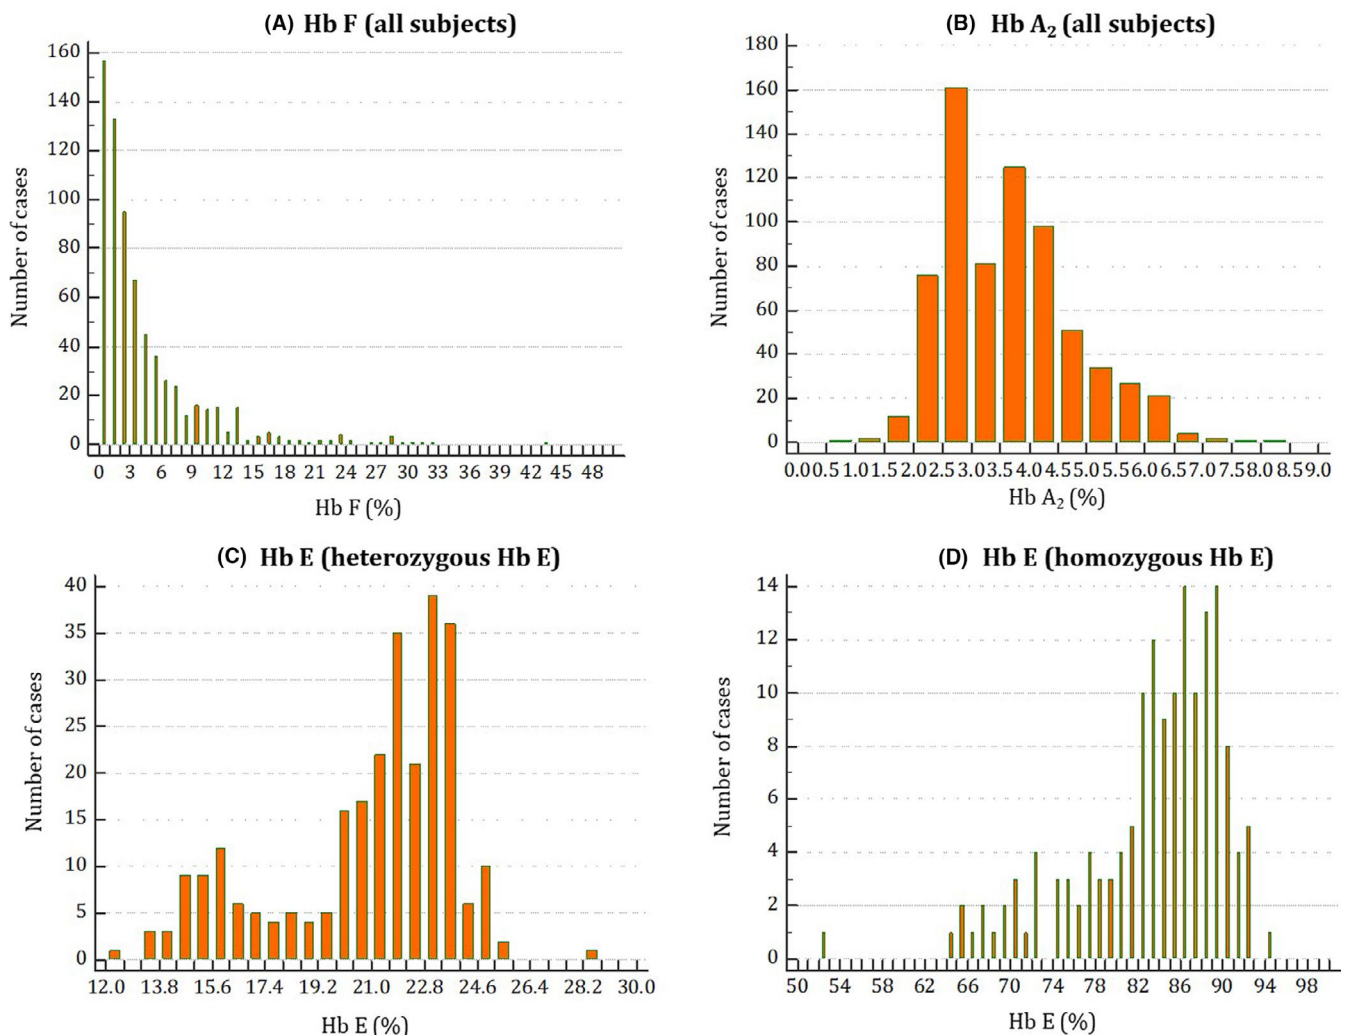 (A) Hb F (all subjects)
160
140
120
100
80
60
40
20
0
Number of cases
0 3 6 9 12 15 18 21 24 27 30 33 36 39 42 45 48
Hb F (%)
(B) Hb A2 (all subjects)
180
160
140
120
100
80
60
40
20
0
Number of cases
0.0 0.5 1.0 1.5 2.0 2.5 3.0 3.5 4.0 4.5 5.0 5.5 6.0 6.5 7.0 7.5 8.0 8.5 9.0
Hb A2 (%)
(C) Hb E (heterozygous Hb E)
40
35
30
25
20
15
10
5
0
Number of cases
12.0 13.8 15.6 17.4 19.2 21.0 22.8 24.6 26.4 28.2 30.0
Hb E (%)
(D) Hb E (homozygous Hb E)
14
12
10
8
6
4
2
0
Number of cases
50 54 58 62 66 70 74 78 82 86 90 94 98
Hb E (%)